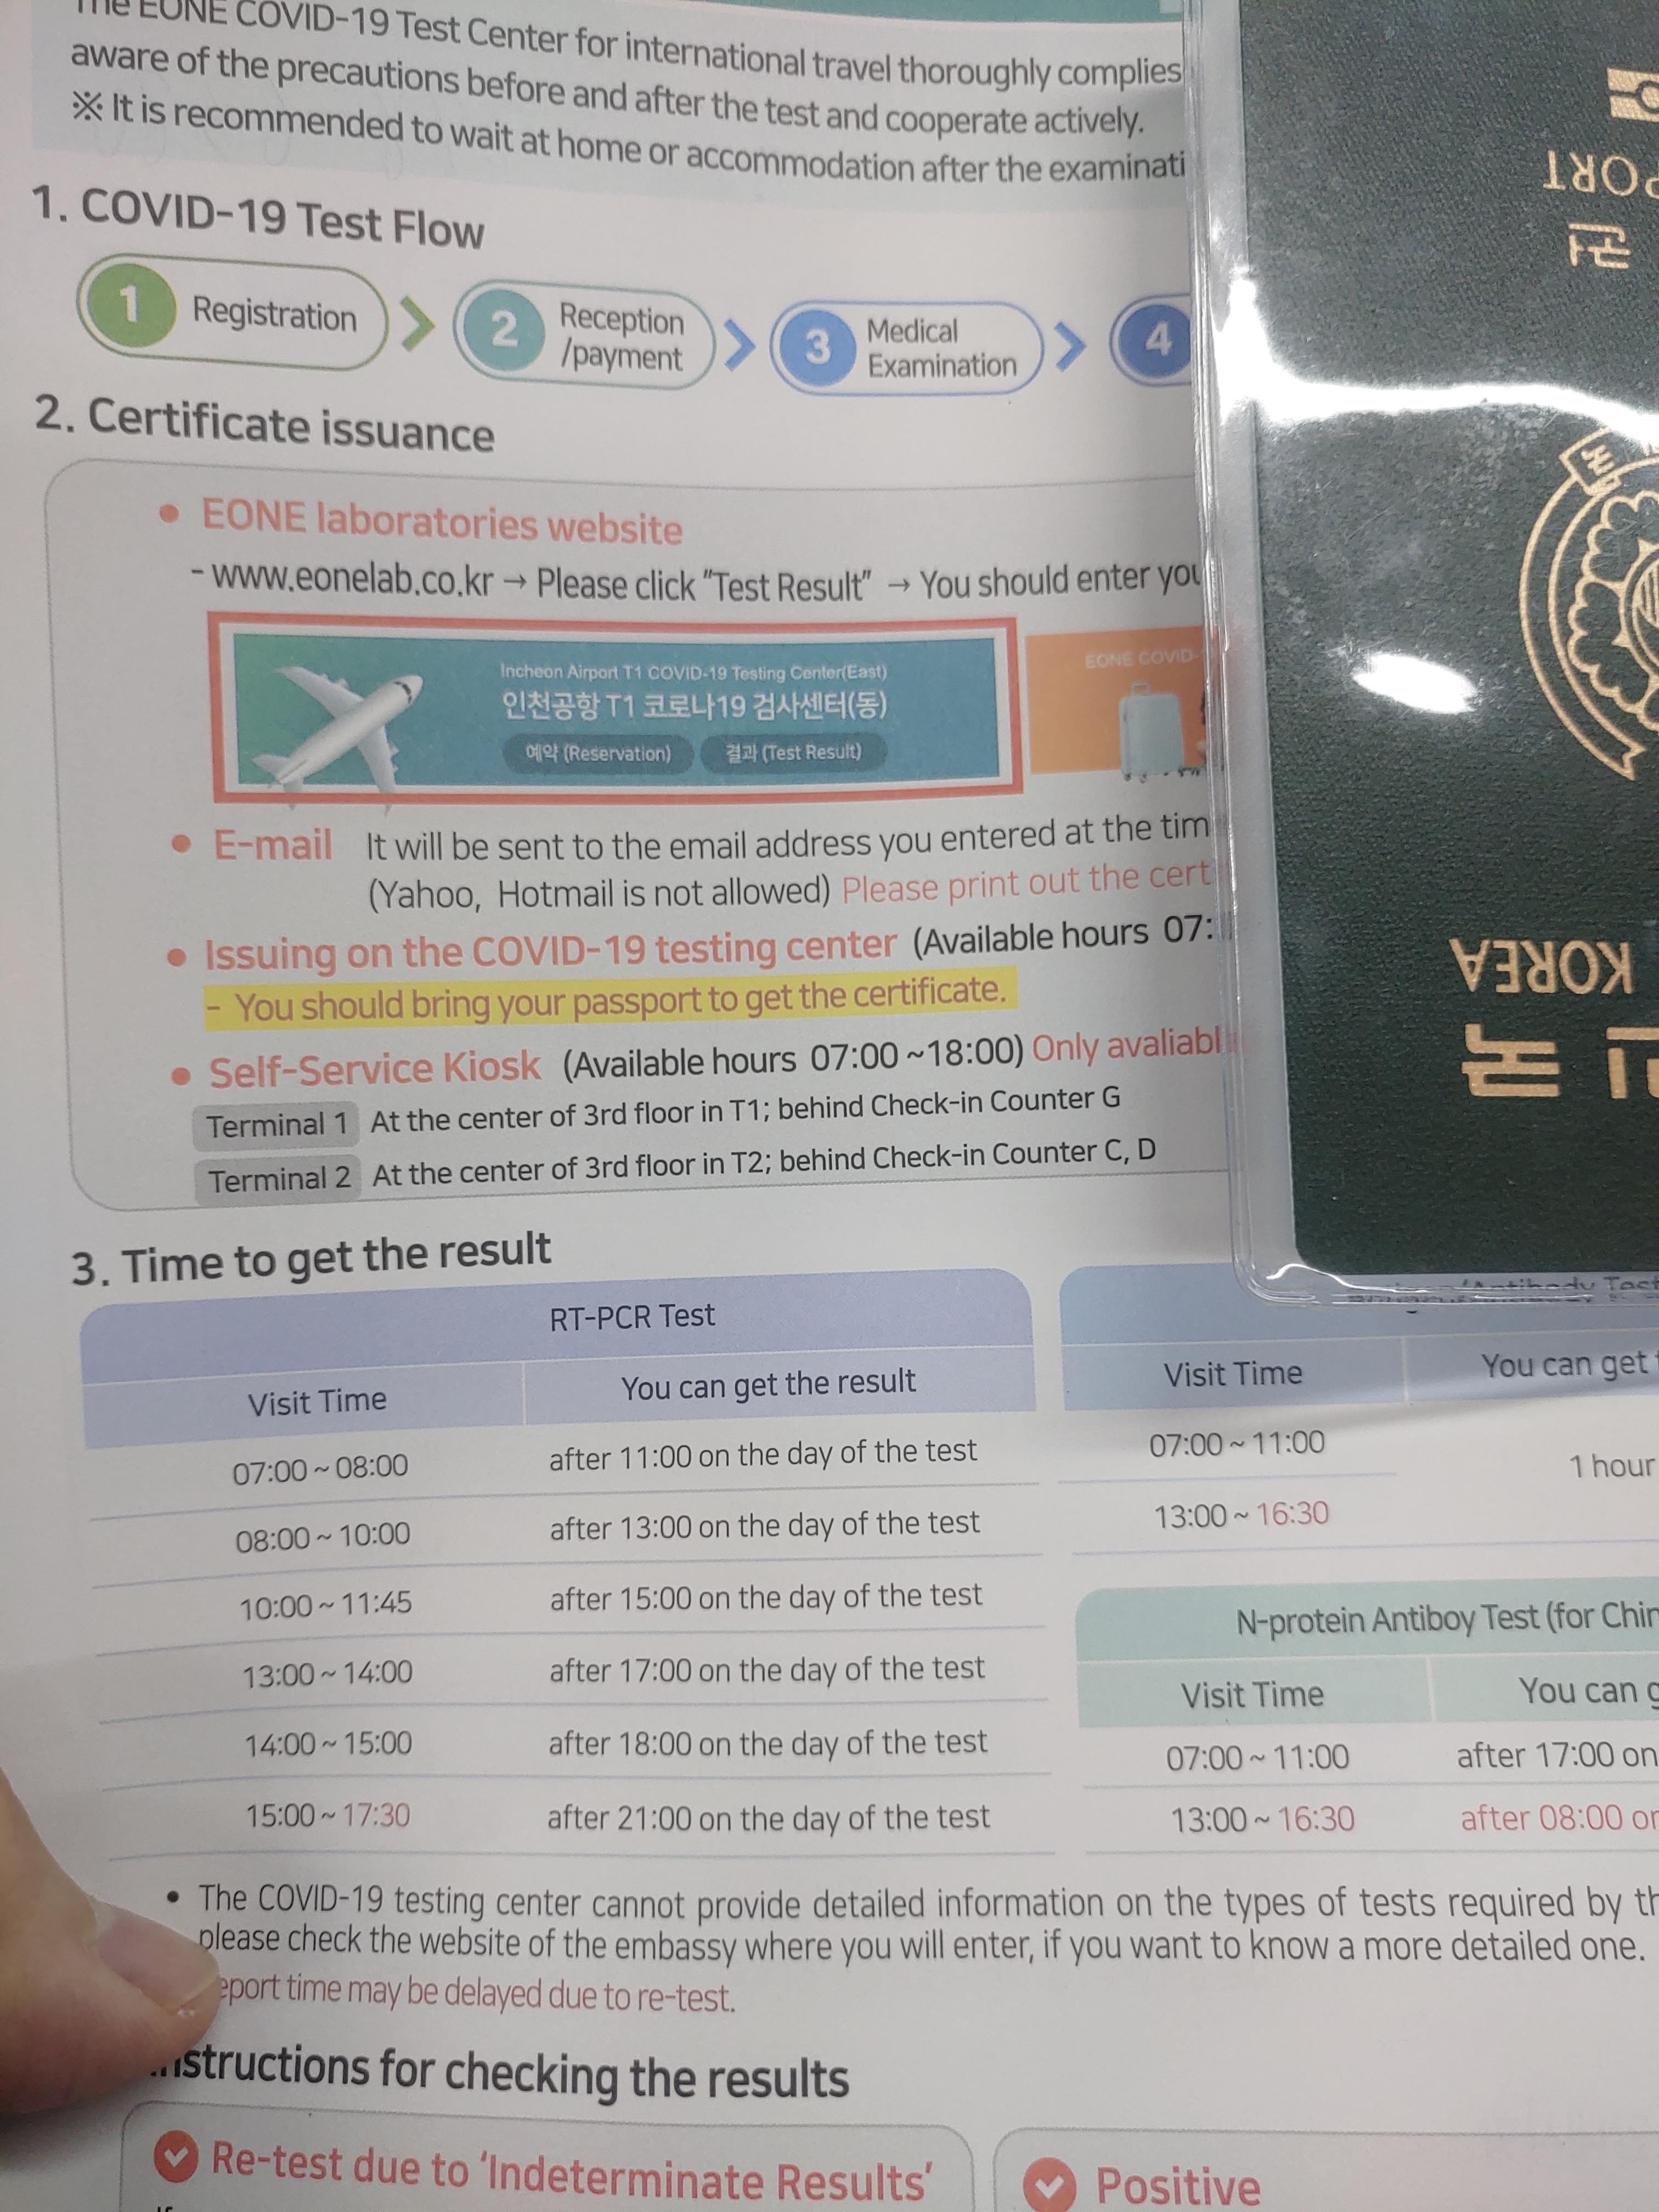 The EONE COVID-19 Test Center for international travel thoroughly complies
aware of the precautions before and after the test and cooperate actively.
※ It is recommended to wait at home or accommodation after the examinati
1. COVID-19 Test Flow
1 Registration
2 Reception
/payment
3 Medical
Examination
4
2. Certificate issuance
• EONE laboratories website
- www.eonelab.co.kr → Please click "Test Result" → You should enter you
Incheon Airport T1 COVID-19 Testing Center(East)
인천공항 T1 코로나19 검사센터(동)
예약 (Reservation) 결과 (Test Result)
EONE COVID-
• E-mail It will be sent to the email address you entered at the tim
(Yahoo, Hotmail is not allowed) Please print out the cert
• Issuing on the COVID-19 testing center (Available hours 07:
- You should bring your passport to get the certificate.
• Self-Service Kiosk (Available hours 07:00 ~18:00) Only avaliabl
Terminal 1 At the center of 3rd floor in T1; behind Check-in Counter G
Terminal 2 At the center of 3rd floor in T2; behind Check-in Counter C, D
3. Time to get the result
RT-PCR Test
Visit Time You can get the result
07:00 ~ 08:00 after 11:00 on the day of the test
08:00 ~ 10:00 after 13:00 on the day of the test
10:00 ~ 11:45 after 15:00 on the day of the test
13:00 ~ 14:00 after 17:00 on the day of the test
14:00 ~ 15:00 after 18:00 on the day of the test
15:00 ~ 17:30 after 21:00 on the day of the test
/Antibody Test
Visit Time You can get
07:00 ~ 11:00
1 hour
13:00 ~ 16:30
N-protein Antiboy Test (for Chin
Visit Time You can g
07:00 ~ 11:00 after 17:00 on
13:00 ~ 16:30 after 08:00 on
• The COVID-19 testing center cannot provide detailed information on the types of tests required by th
please check the website of the embassy where you will enter, if you want to know a more detailed one.
eport time may be delayed due to re-test.
nstructions for checking the results
Re-test due to 'Indeterminate Results'
Positive
KOREA
민국
PORT
권